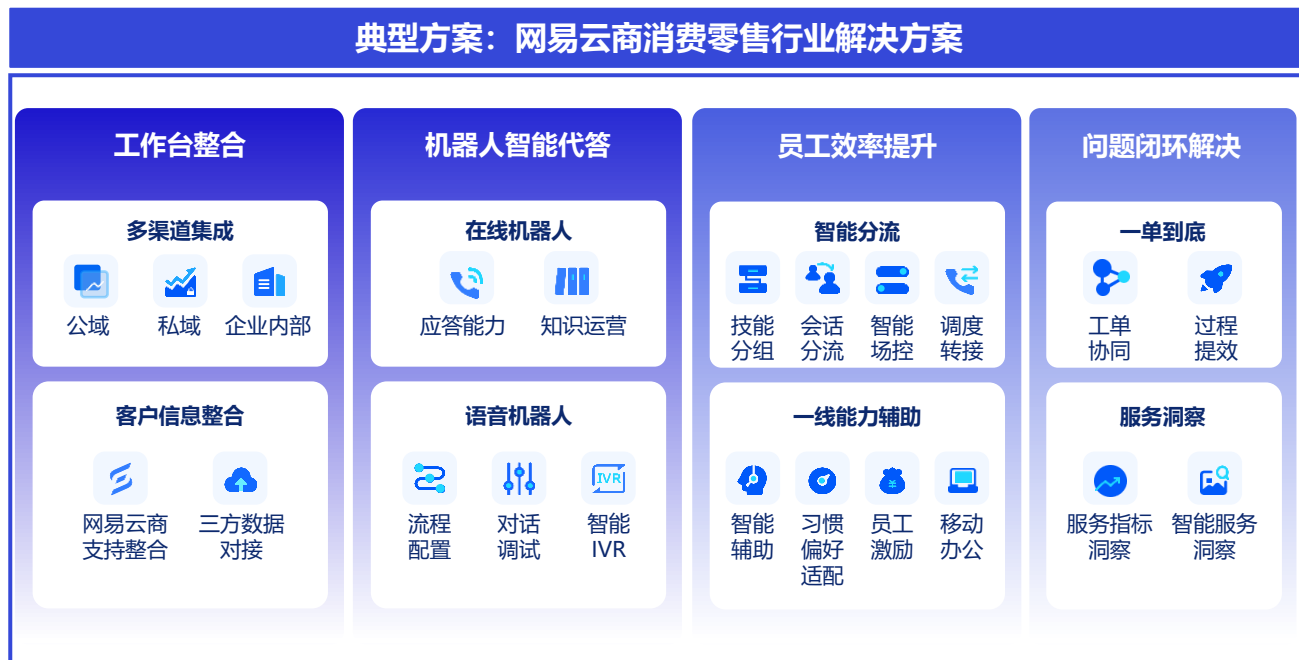 典型方案：网易云商消费零售行业解决方案
工作台整合
多渠道集成
公域
私域
企业内部
客户信息整合
网易云商
支持整合
三方数据
对接
机器人智能代答
在线机器人
应答能力
知识运营
语音机器人
流程
配置
对话
调试
IVR
智能
IVR
员工效率提升
智能分流
技能
分组
会话
分流
智能
场控
调度
转接
一线能力辅助
智能
辅助
习惯
偏好
适配
¥
员工
激励
移动
办公
问题闭环解决
一单到底
工单
协同
过程
提效
服务洞察
服务指标
洞察
智能服务
洞察